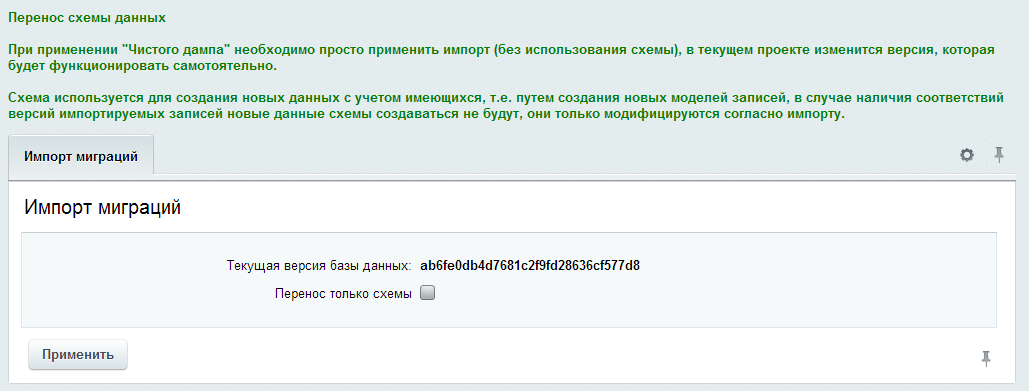 Перенос схемы данных
При применении "Чистого дампа" необходимо просто применить импорт (без использования схемы), в текущем проекте изменится версия, которая
будет функционировать самотоятельно.
Схема используется для создания новых данных с учетом имеющихся, т.е. путем создания новых моделей записей, в случае наличия соответствий
версий импортируемых записей новые данные схемы создаваться не будут, они только модифицируются согласно импорту.
Импорт миграций
Импорт миграций
Текущая версия базы данных: ab6fe0db4d7681c2f9fd28636cf577d8
Перенос только схемы
Применить